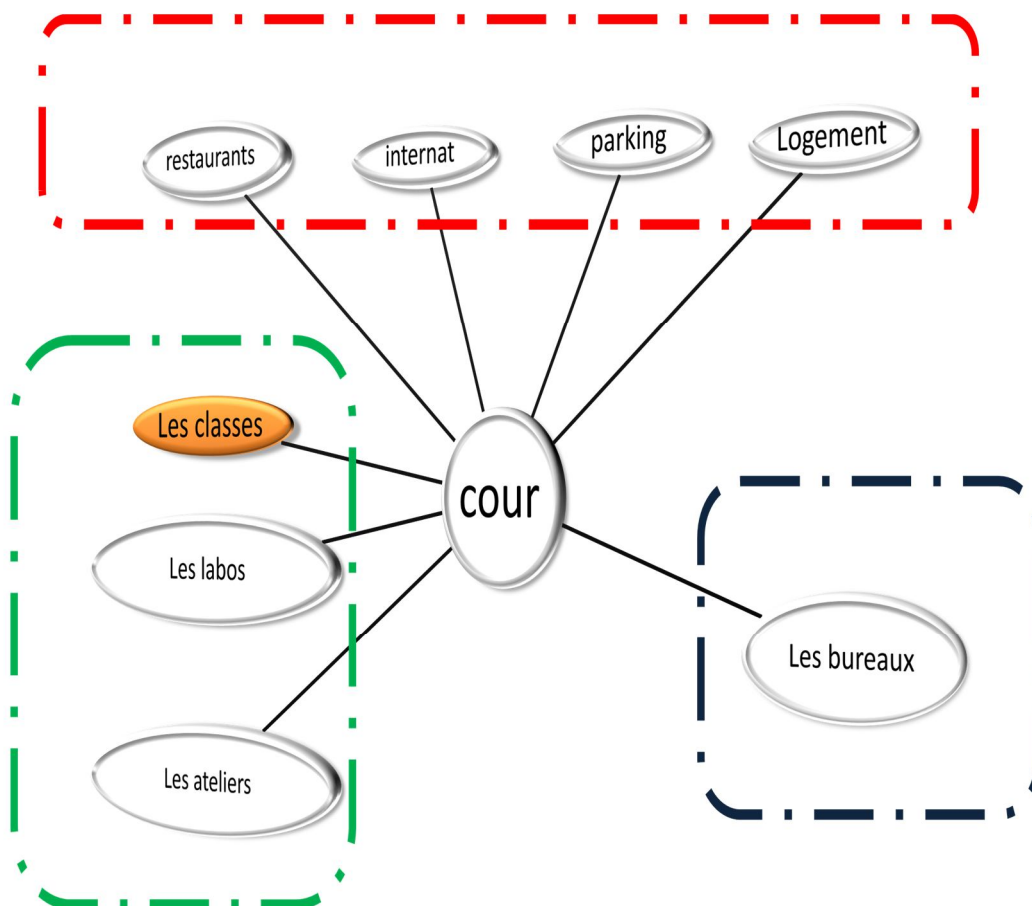 restaurants
internat
parking
Logement
Les classes
cour
Les labos
Les bureaux
Les ateliers